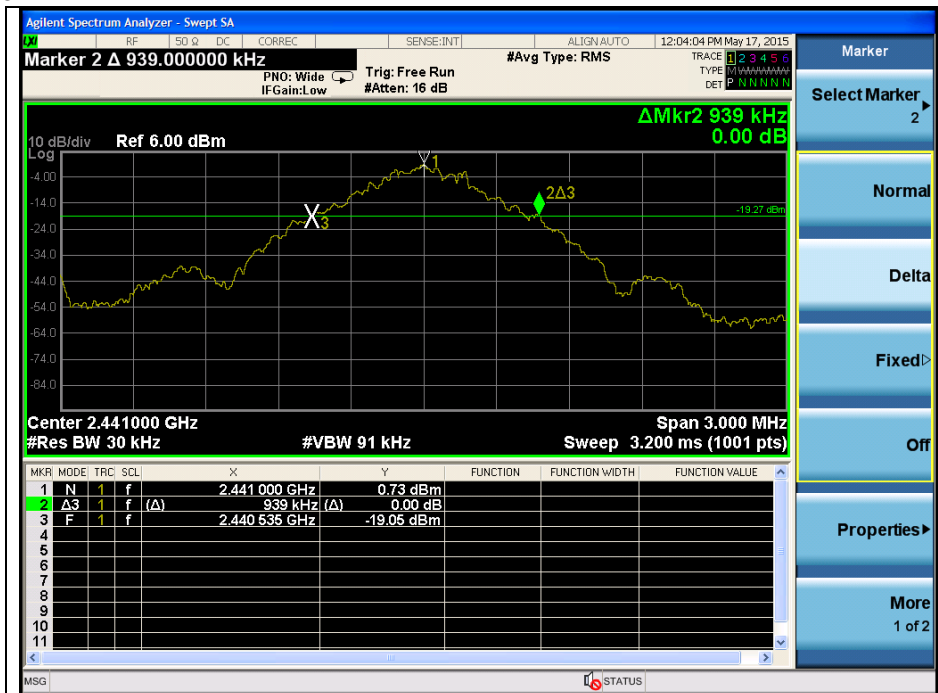 Agilent Spectrum Analyzer - Swept SA
LXI RF 50 Ω DC CORREC SENSE:INT ALIGN AUTO 12:04:04 PM May 17, 2015
Marker 2 Δ 939.000000 kHz #Avg Type: RMS TRACE 1 2 3 4 5 6
PNO: Wide Trig: Free Run TYPE M
IFGain:Low #Atten: 16 dB DET P N N N N N
ΔMkr2 939 kHz
0.00 dB
10 dB/div Ref 6.00 dBm
Log
1
-4.00
-14.0
2Δ3
-19.27 dBm
3
-24.0
-34.0
-44.0
-54.0
-64.0
-74.0
-84.0
Center 2.441000 GHz Span 3.000 MHz
#Res BW 30 kHz #VBW 91 kHz Sweep 3.200 ms (1001 pts)
MKR MODE TRC SCL X Y FUNCTION FUNCTION WIDTH FUNCTION VALUE
1 N 1 f 2.441 000 GHz 0.73 dBm
2 Δ3 1 f (Δ) 939 kHz (Δ) 0.00 dB
3 F 1 f 2.440 535 GHz -19.05 dBm
4
5
6
7
8
9
10
11
MSG STATUS
Marker
Select Marker
2
Normal
Delta
Fixed
Off
Properties
More
1 of 2